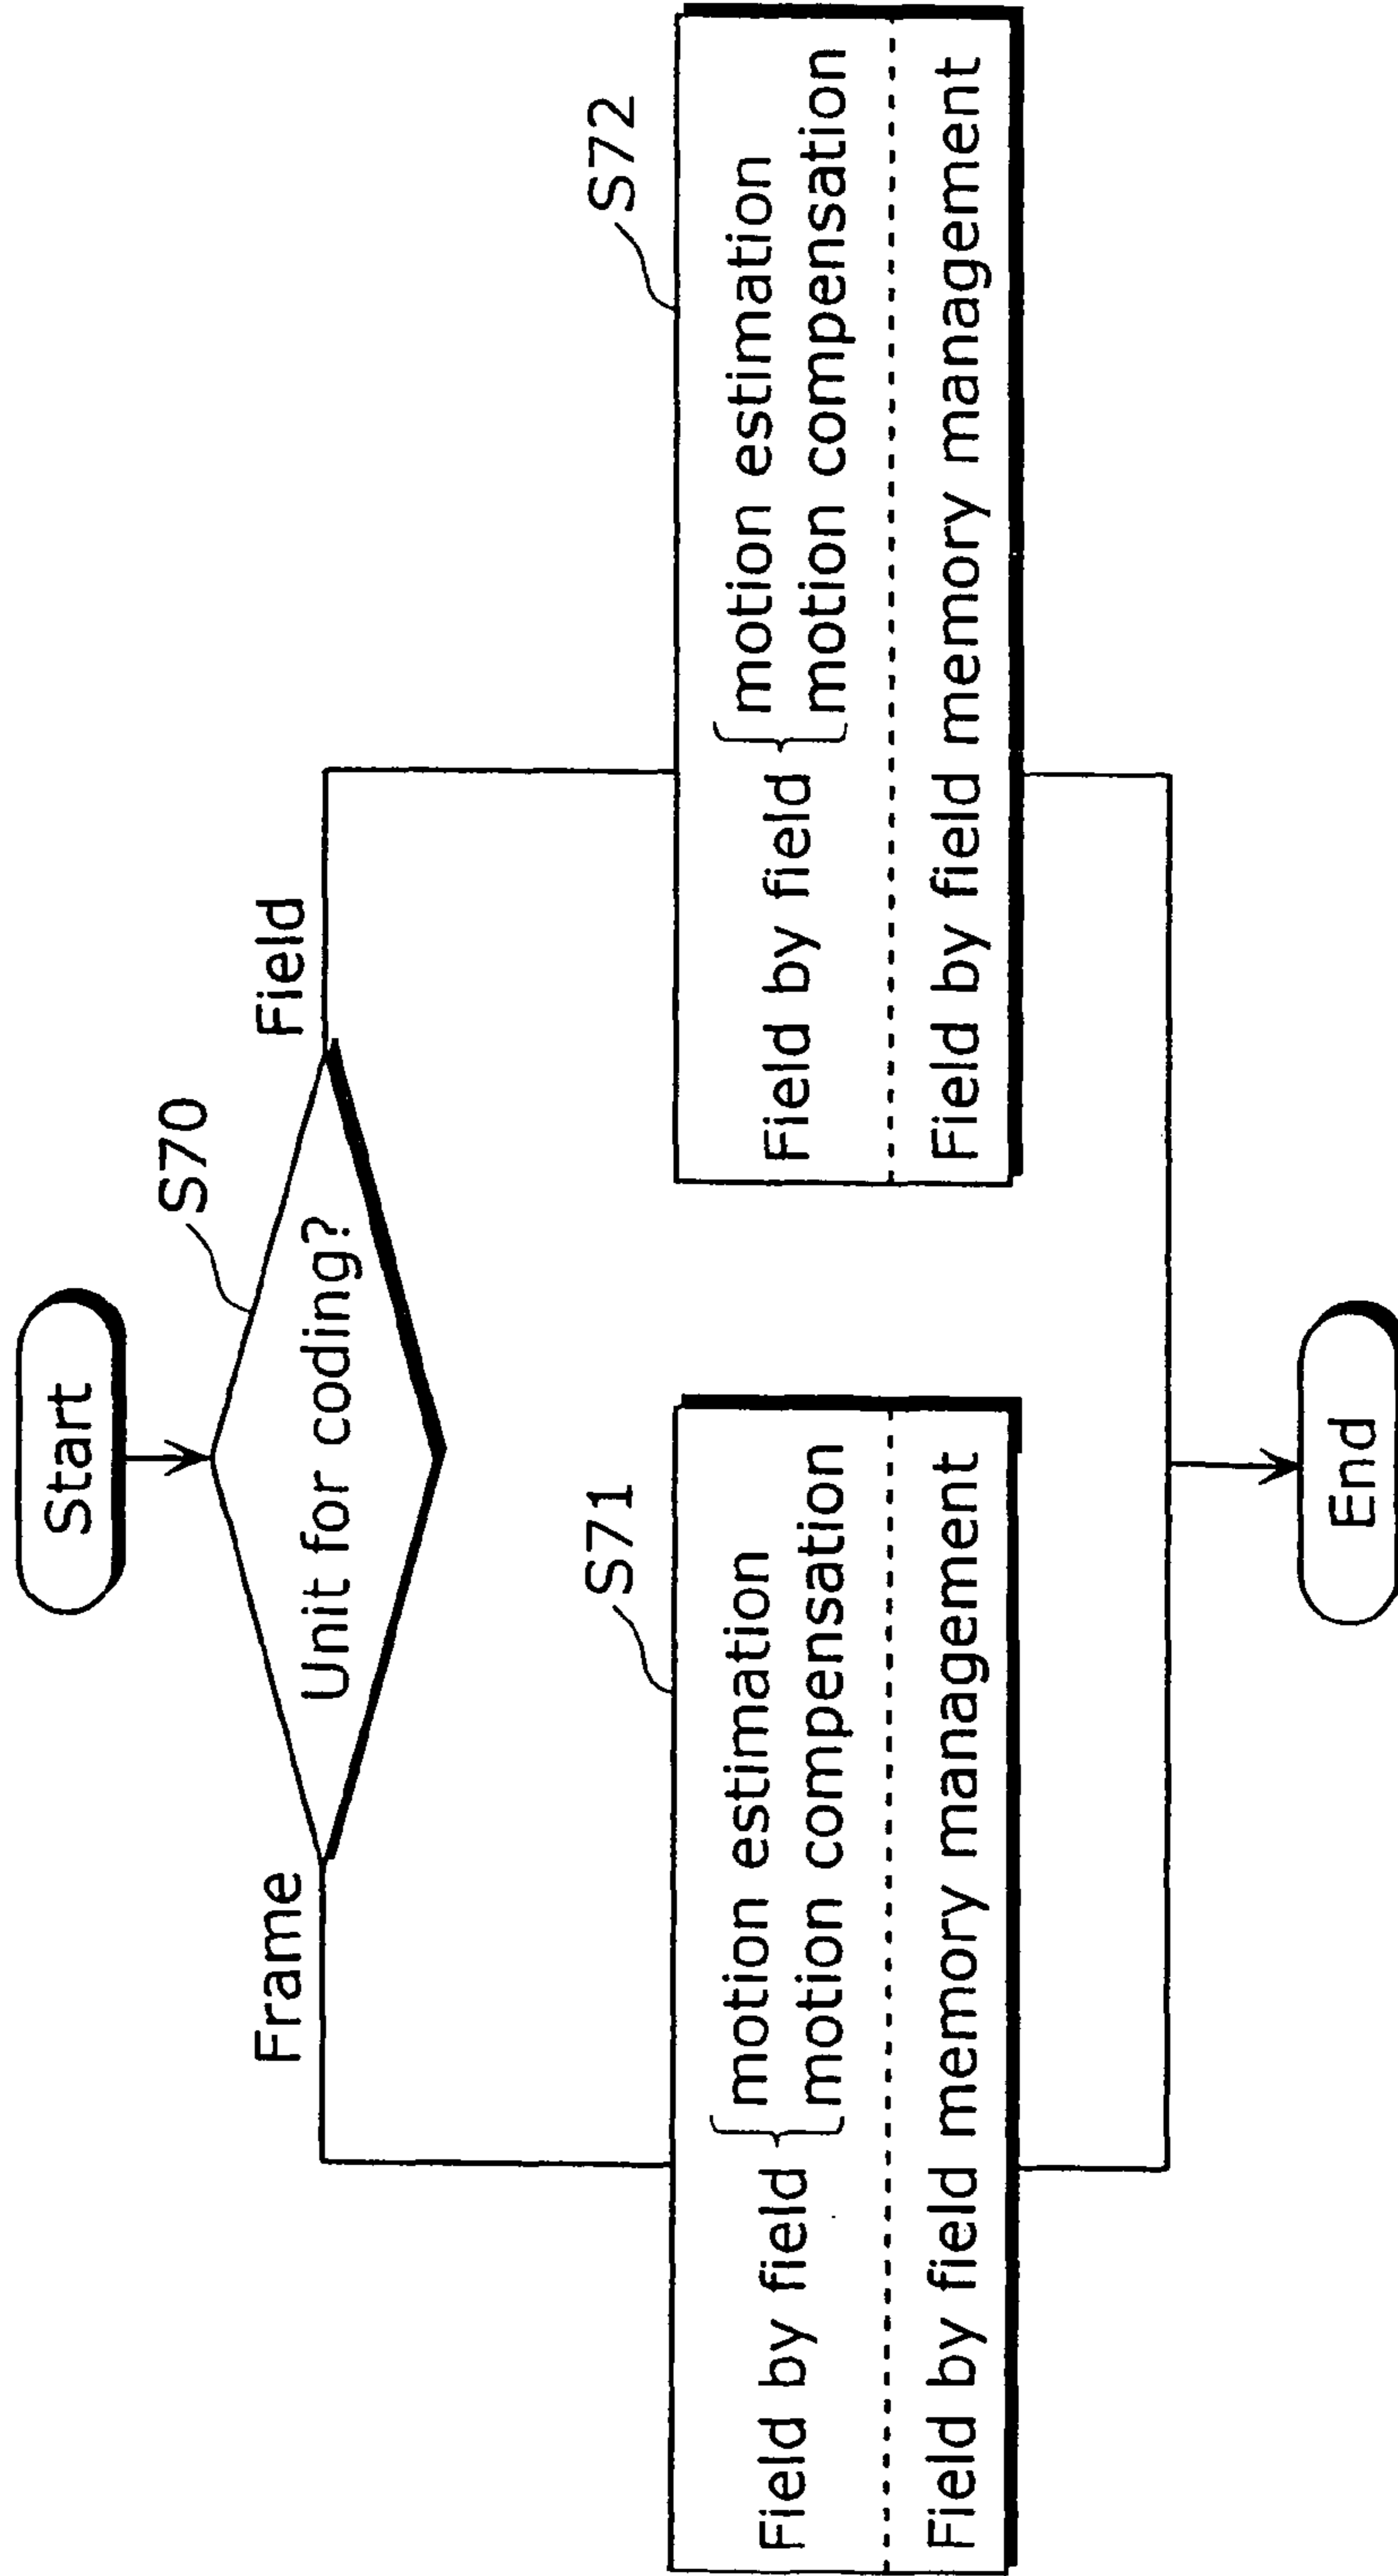 Start
S70
Unit for coding?
Frame
Field
S71
Field by field
motion estimation
motion compensation
Field by field memory management
S72
Field by field
motion estimation
motion compensation
Field by field memory management
End